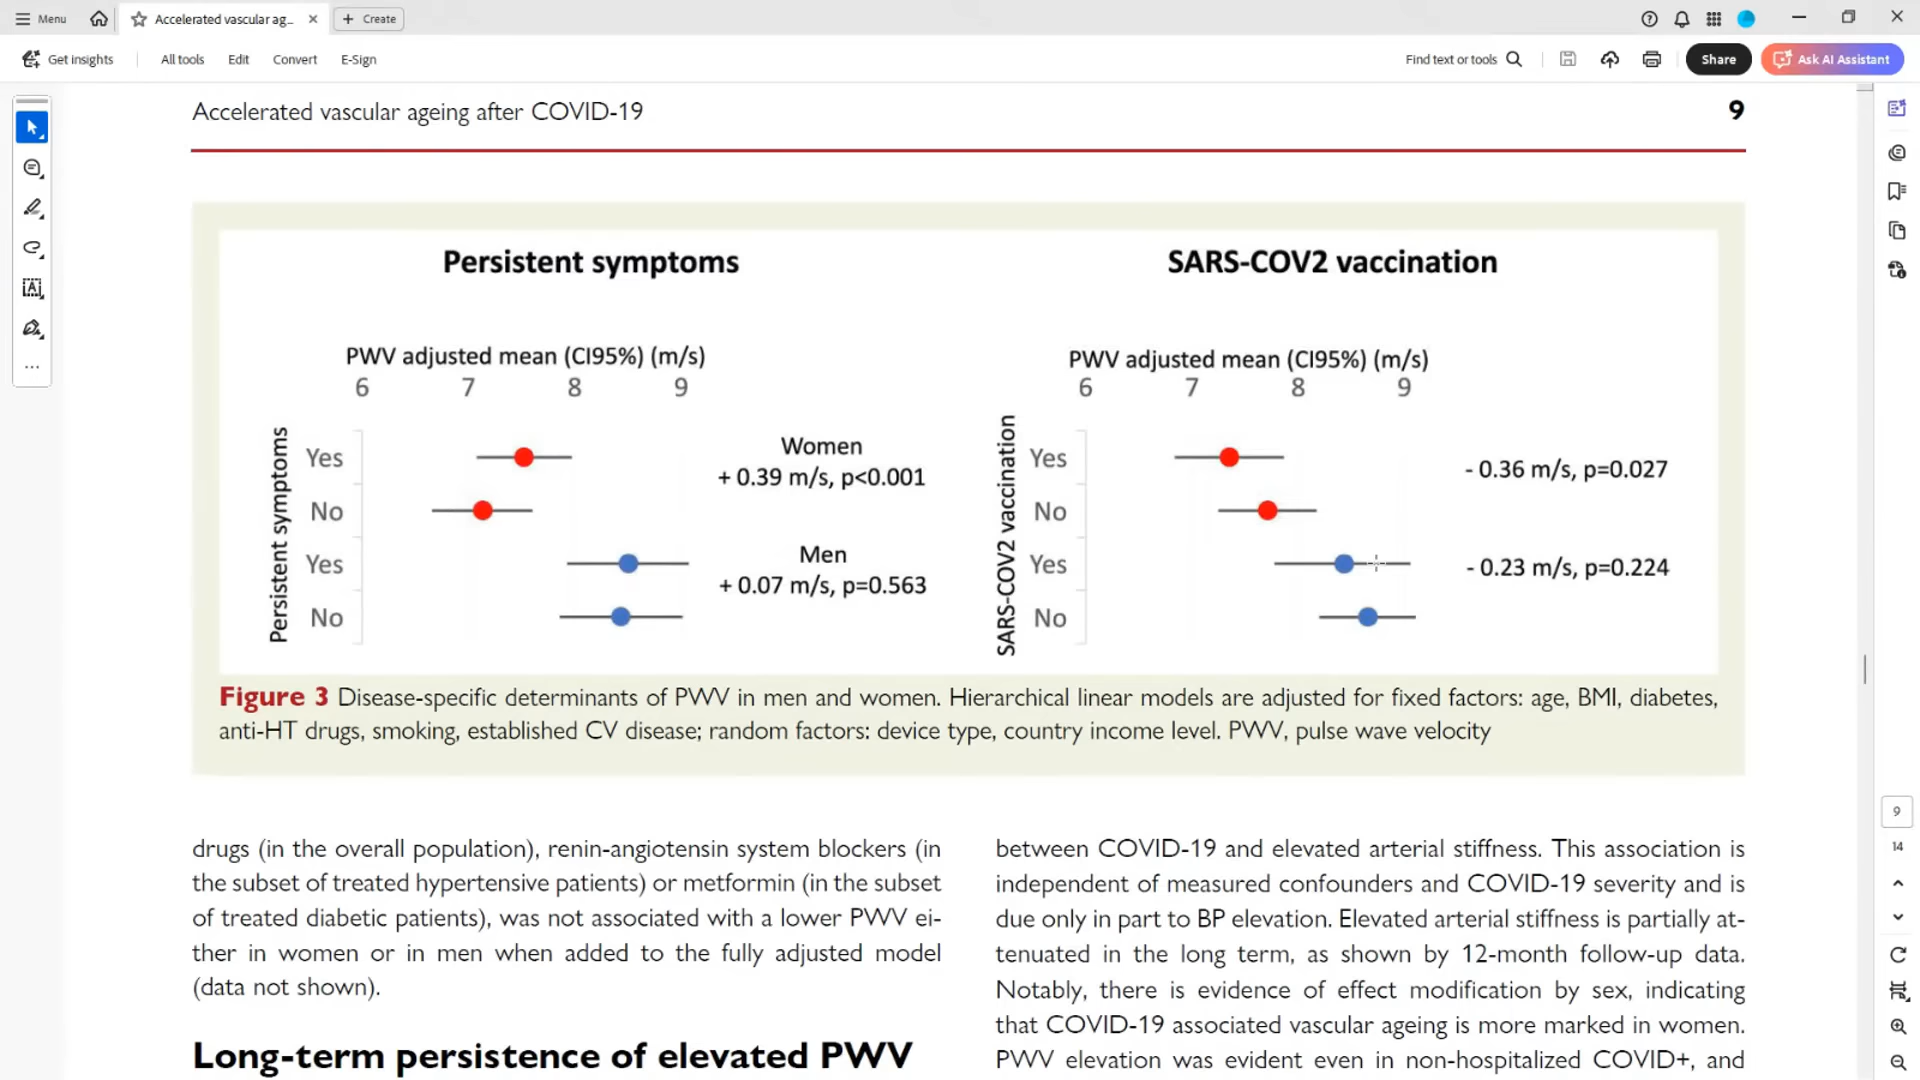 Menu
Accelerated vascular ag...
Create
Get insights
All tools
Edit
Convert
E-Sign
Find text or tools
Share
Ask AI Assistant
Accelerated vascular ageing after COVID-19
9
Persistent symptoms
PWV adjusted mean (CI95%) (m/s)
6 7 8 9
Persistent symptoms
Yes
No
Yes
No
Women
+ 0.39 m/s, p<0.001
Men
+ 0.07 m/s, p=0.563
SARS-COV2 vaccination
PWV adjusted mean (CI95%) (m/s)
6 7 8 9
SARS-COV2 vaccination
Yes
No
Yes
No
- 0.36 m/s, p=0.027
- 0.23 m/s, p=0.224
Figure 3 Disease-specific determinants of PWV in men and women. Hierarchical linear models are adjusted for fixed factors: age, BMI, diabetes,
anti-HT drugs, smoking, established CV disease; random factors: device type, country income level. PWV, pulse wave velocity
drugs (in the overall population), renin-angiotensin system blockers (in
the subset of treated hypertensive patients) or metformin (in the subset
of treated diabetic patients), was not associated with a lower PWV ei-
ther in women or in men when added to the fully adjusted model
(data not shown).
Long-term persistence of elevated PWV
between COVID-19 and elevated arterial stiffness. This association is
independent of measured confounders and COVID-19 severity and is
due only in part to BP elevation. Elevated arterial stiffness is partially at-
tenuated in the long term, as shown by 12-month follow-up data.
Notably, there is evidence of effect modification by sex, indicating
that COVID-19 associated vascular ageing is more marked in women.
PWV elevation was evident even in non-hospitalized COVID+, and
9
14